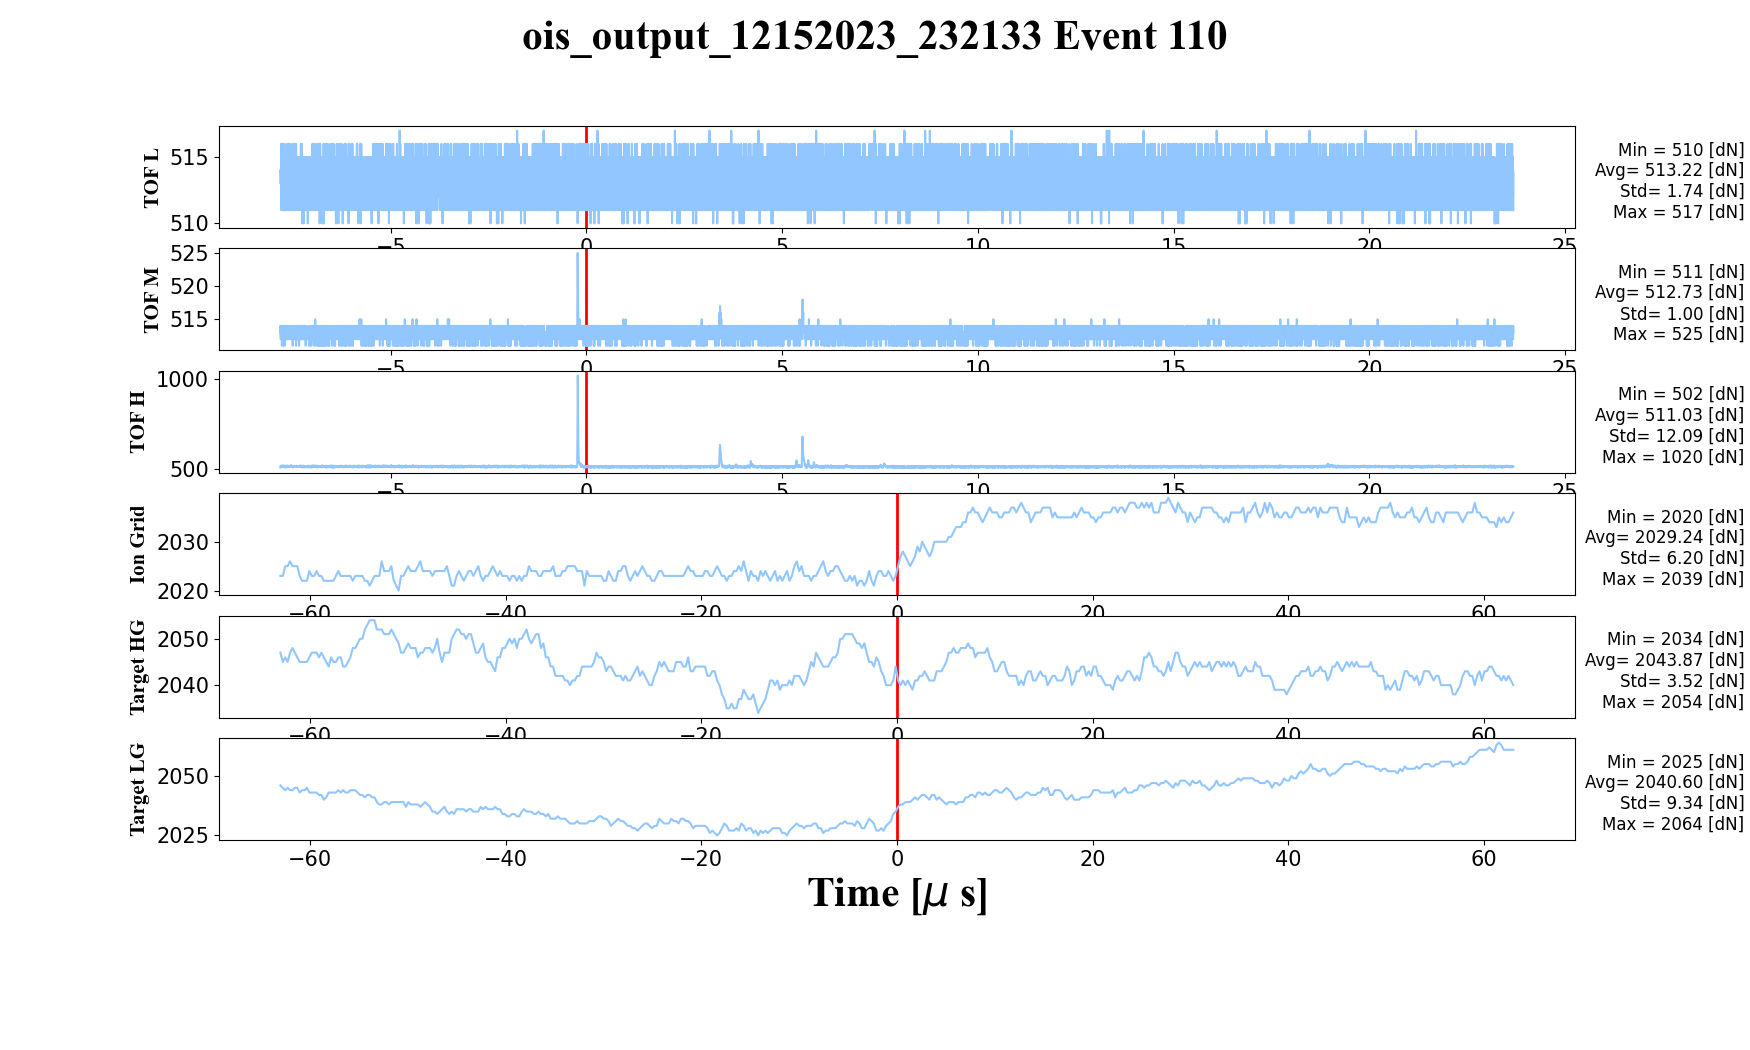 ois_output_12152023_232133 Event 110
TOF L
515
510
−5
0
5
10
15
20
25
Min = 510 [dN]
Avg= 513.22 [dN]
Std= 1.74 [dN]
Max = 517 [dN]
TOF M
525
520
515
−5
0
5
10
15
20
25
Min = 511 [dN]
Avg= 512.73 [dN]
Std= 1.00 [dN]
Max = 525 [dN]
TOF H
1000
500
−5
0
5
10
15
20
25
Min = 502 [dN]
Avg= 511.03 [dN]
Std= 12.09 [dN]
Max = 1020 [dN]
Ion Grid
2030
2020
−60
−40
−20
0
20
40
60
Min = 2020 [dN]
Avg= 2029.24 [dN]
Std= 6.20 [dN]
Max = 2039 [dN]
Target HG
2050
2040
−60
−40
−20
0
20
40
60
Min = 2034 [dN]
Avg= 2043.87 [dN]
Std= 3.52 [dN]
Max = 2054 [dN]
Target LG
2050
2025
−60
−40
−20
0
20
40
60
Min = 2025 [dN]
Avg= 2040.60 [dN]
Std= 9.34 [dN]
Max = 2064 [dN]
Time [μ s]